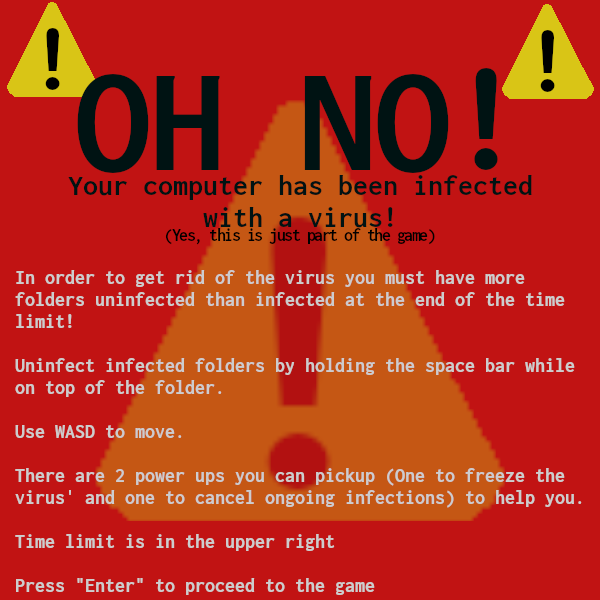 OH NO!
Your computer has been infected
with a virus!
(Yes, this is just part of the game)
In order to get rid of the virus you must have more
folders uninfected than infected at the end of the time
limit!
Uninfect infected folders by holding the space bar while
on top of the folder.
Use WASD to move.
There are 2 power ups you can pickup (One to freeze the
virus' and one to cancel ongoing infections) to help you.
Time limit is in the upper right
Press "Enter" to proceed to the game